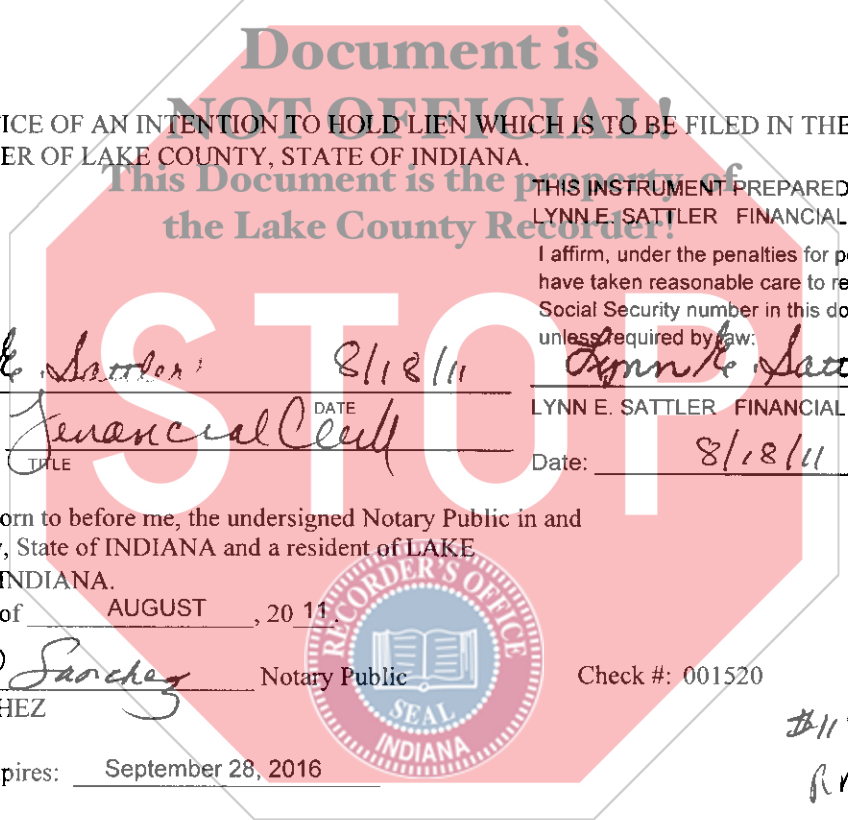 Document is
NOT OFFICIAL!
This Document is the property of
the Lake County Recorder!
ICE OF AN INTENTION TO HOLD LIEN WHICH IS TO BE FILED IN THE
ER OF LAKE COUNTY, STATE OF INDIANA.
THIS INSTRUMENT PREPARED
LYNN E. SATTLER FINANCIAL
I affirm, under the penalties for pe
have taken reasonable care to re
Social Security number in this do
unless required by law:
STOP
E. Sattler 8/18/11
DATE
Financial Clerk
TITLE
Lynn E. Satt
LYNN E. SATTLER FINANCIAL
Date: 8/18/11
orn to before me, the undersigned Notary Public in and
, State of INDIANA and a resident of LAKE
INDIANA.
of AUGUST , 20 11.
Sanchez Notary Public
HEZ
Check #: 001520
pires: September 28, 2016
RECORDER'S OFFICE
SEAL
INDIANA
#11